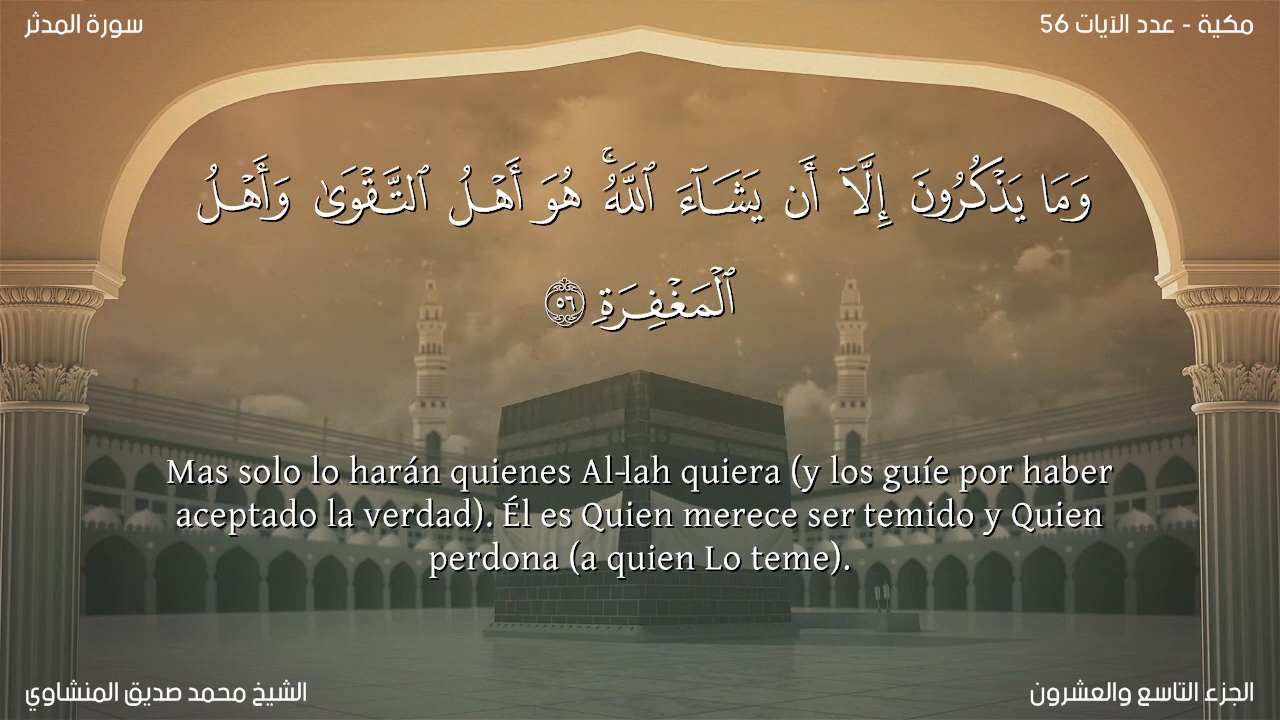 سورة المدثر
مكية - عدد الآيات 56
وَمَا يَذْكُرُونَ إِلَّآ أَن يَشَآءَ ٱللَّهُ ۚ هُوَ أَهْلُ ٱلتَّقْوَىٰ وَأَهْلُ
ٱلْمَغْفِرَةِ ٥٦
Mas solo lo harán quienes Al-lah quiera (y los guíe por haber
aceptado la verdad). Él es Quien merece ser temido y Quien
perdona (a quien Lo teme).
الشيخ محمد صديق المنشاوي
الجزء التاسع والعشرون